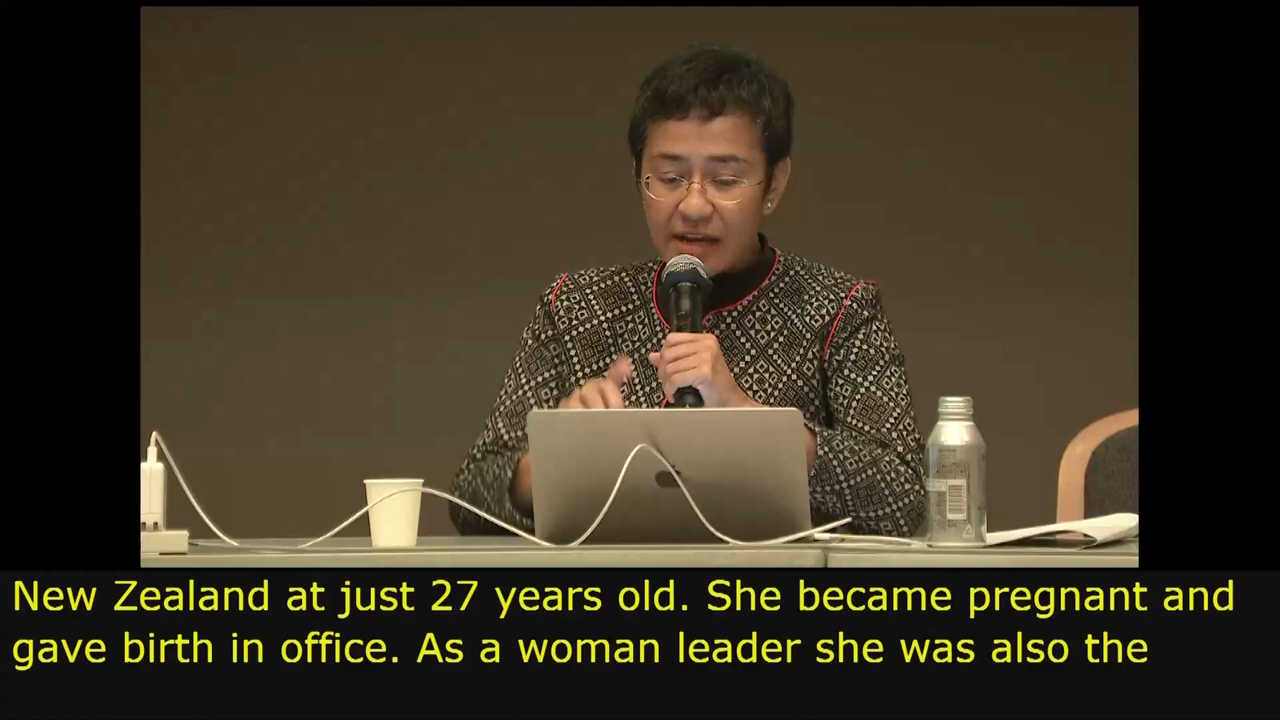 New Zealand at just 27 years old. She became pregnant and
gave birth in office. As a woman leader she was also the